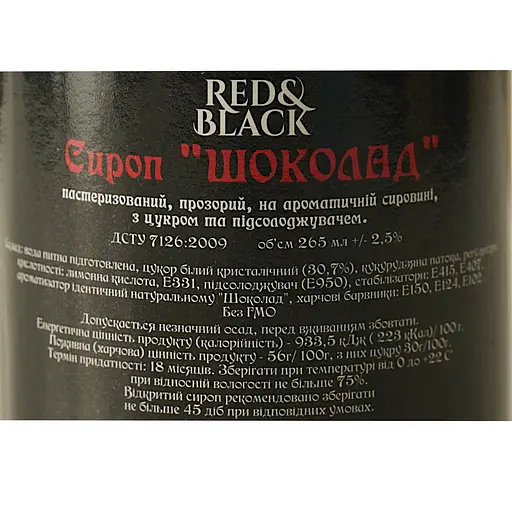 RED&
BLACK
Сироп "ШОКОЛАД"
пастеризований, прозорий, на ароматичній сировині,
з цукром та підсолоджувачем.
ДСТУ 7126:2009 об'єм 265 мл +/- 2,5%
вода питна підготовлена, цукор білий кристалічний (30,7%), кукурудзяна патока,
кислотності: лимонна кислота, Е331, підсолоджувач (Е950), стабілізатори: Е415, Е407,
ароматизатор ідентичний натуральному "Шоколад", харчові барвники: Е150, Е124, Е102.
Без ГМО
Допускається незначний осад, перед вживанням збовтати.
Енергетична цінність продукту (калорійність) - 933,5 кДж ( 223 кКал)/100г.
Поживна (харчова) цінність продукту - 56г/ 100г, з них цукру 30г/100г.
Термін придатності: 18 місяців. Зберігати при температурі від 0 до +22 С
при відносній вологості не більше 75%.
Відкритий сироп рекомендовано зберігати
не більше 45 діб при відповідних умовах.